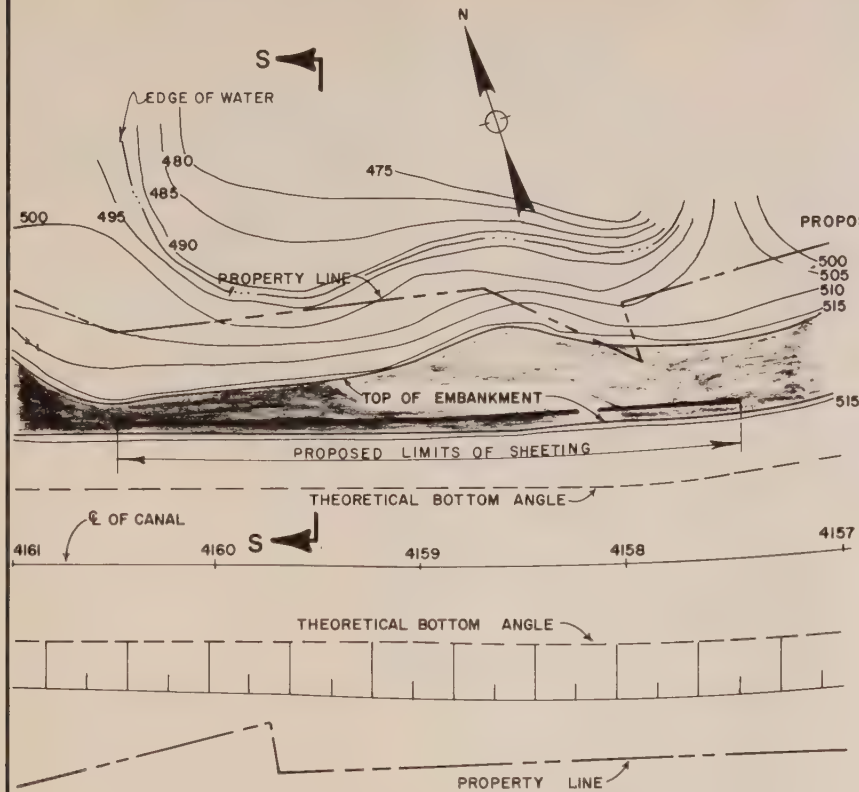 N
S
EDGE OF WATER
480
475
485
500
495
PROPO
490
PROPERTY LINE
500
505
510
515
TOP OF EMBANKMENT
515
PROPOSED LIMITS OF SHEETING
THEORETICAL BOTTOM ANGLE
℄ OF CANAL
S
4161
4160
4159
4158
4157
THEORETICAL BOTTOM ANGLE
PROPERTY LINE